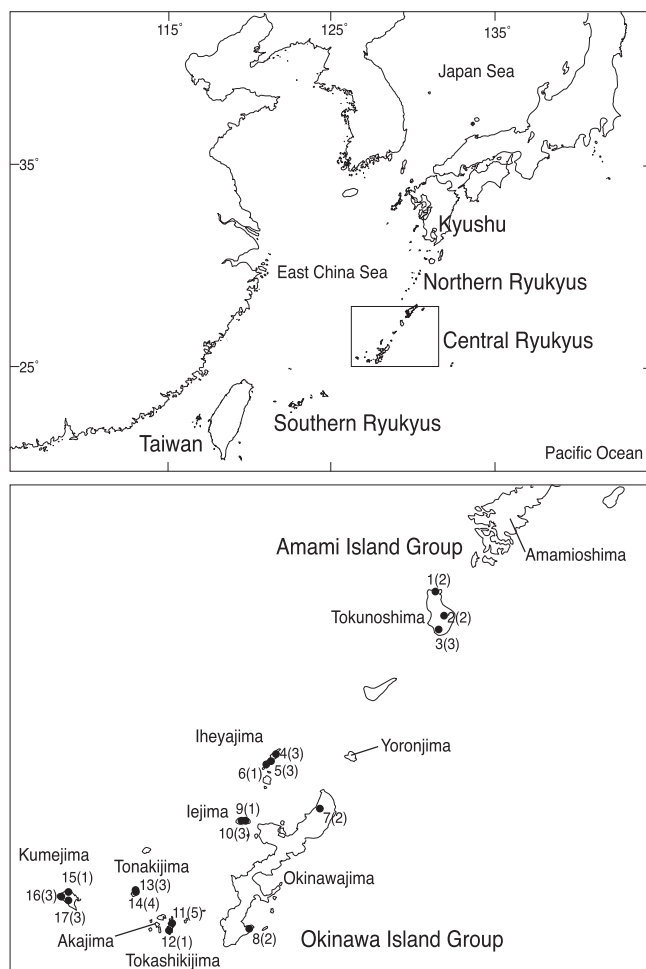 115°
125°
135°
Japan Sea
35°
Kyushu
East China Sea
Northern Ryukyus
Central Ryukyus
25°
Southern Ryukyus
Taiwan
Pacific Ocean
Amami Island Group
Amamioshima
1(2)
Tokunoshima
2(2)
3(3)
Iheyajima
4(3)
Yoronjima
6(1)
5(3)
Iejima
9(1)
7(2)
10(3)
Kumejima
Tonakijima
15(1)
13(3)
Okinawajima
16(3)
14(4)
17(3)
11(5)
Akajima
12(1)
8(2)
Okinawa Island Group
Tokashikijima